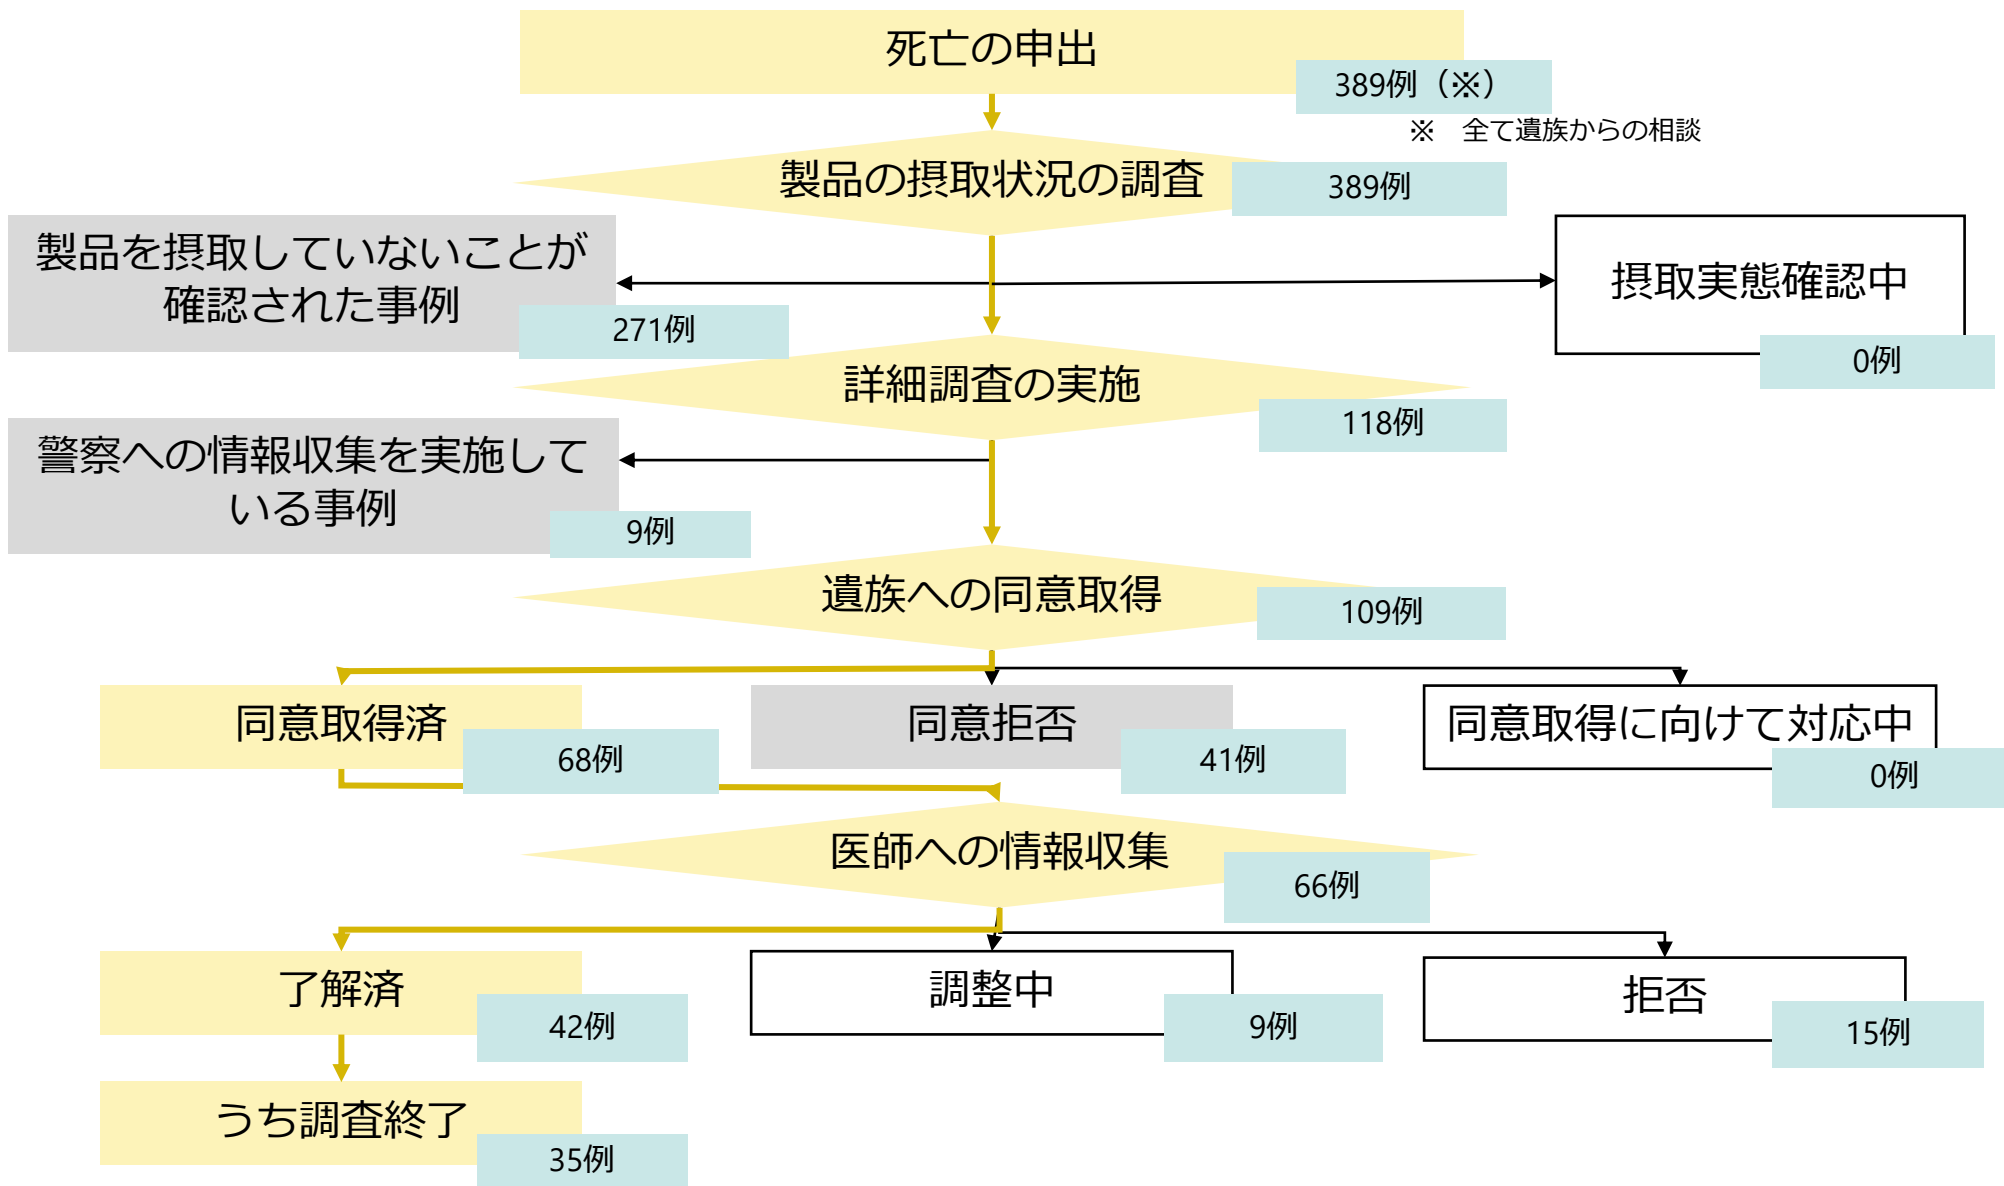 死亡の申出
389例（※）
※　全て遺族からの相談
製品の摂取状況の調査
389例
製品を摂取していないことが
確認された事例
271例
摂取実態確認中
0例
詳細調査の実施
118例
警察への情報収集を実施して
いる事例
9例
遺族への同意取得
109例
同意取得済
68例
同意拒否
41例
同意取得に向けて対応中
0例
医師への情報収集
66例
了解済
42例
調整中
9例
拒否
15例
うち調査終了
35例